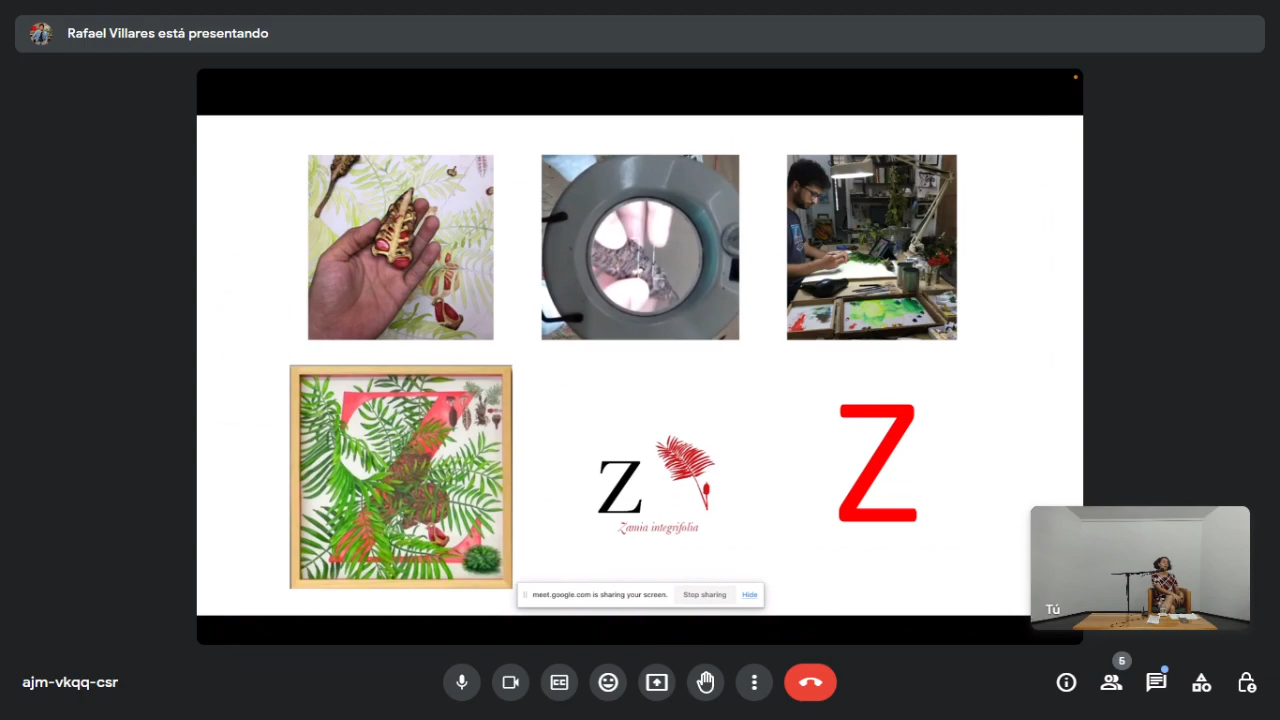 Rafael Villares está presentando
Z
Z
Zamia integrifolia
Z
meet.google.com is sharing your screen.
Stop sharing
Hide
Tú
ajm-vkqq-csr
CC
5